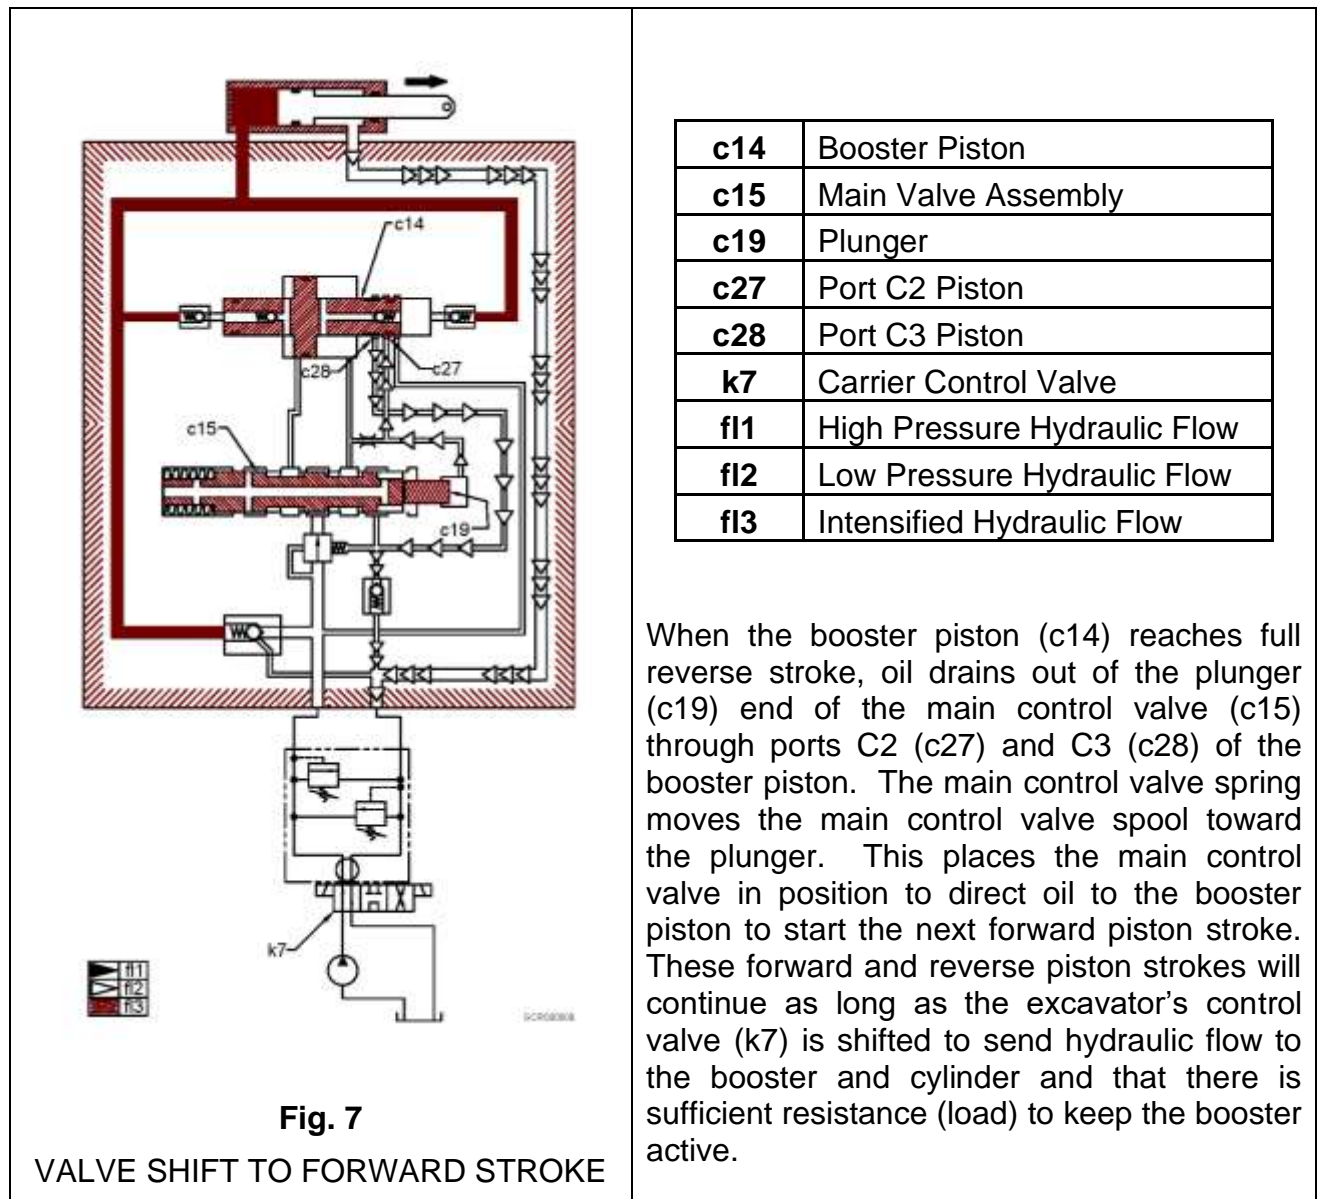 c14
c28
c27
c15
c19
k7
fl1
fl2
fl3
Fig. 7
VALVE SHIFT TO FORWARD STROKE
c14 Booster Piston
c15 Main Valve Assembly
c19 Plunger
c27 Port C2 Piston
c28 Port C3 Piston
k7 Carrier Control Valve
fl1 High Pressure Hydraulic Flow
fl2 Low Pressure Hydraulic Flow
fl3 Intensified Hydraulic Flow
When the booster piston (c14) reaches full
reverse stroke, oil drains out of the plunger
(c19) end of the main control valve (c15)
through ports C2 (c27) and C3 (c28) of the
booster piston. The main control valve spring
moves the main control valve spool toward
the plunger. This places the main control
valve in position to direct oil to the booster
piston to start the next forward piston stroke.
These forward and reverse piston strokes will
continue as long as the excavator's control
valve (k7) is shifted to send hydraulic flow to
the booster and cylinder and that there is
sufficient resistance (load) to keep the booster
active.